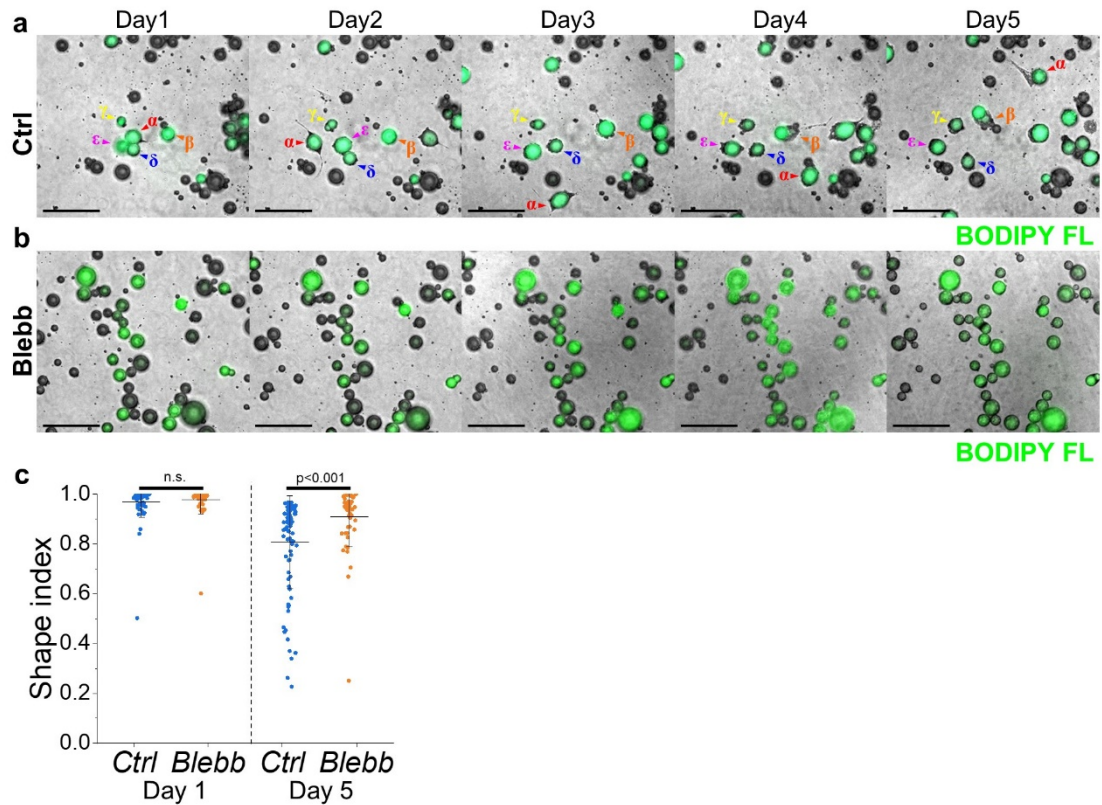 a
Day1 Day2 Day3 Day4 Day5
Ctrl
γ α ε δ β
γ ε α β δ
γ β ε δ α
γ ε δ β α
α γ β ε δ
BODIPY FL
b
Blebb
BODIPY FL
c
n.s. p<0.001
Shape index
1.0
0.8
0.6
0.4
0.2
0.0
Ctrl Blebb Ctrl Blebb
Day 1 Day 5